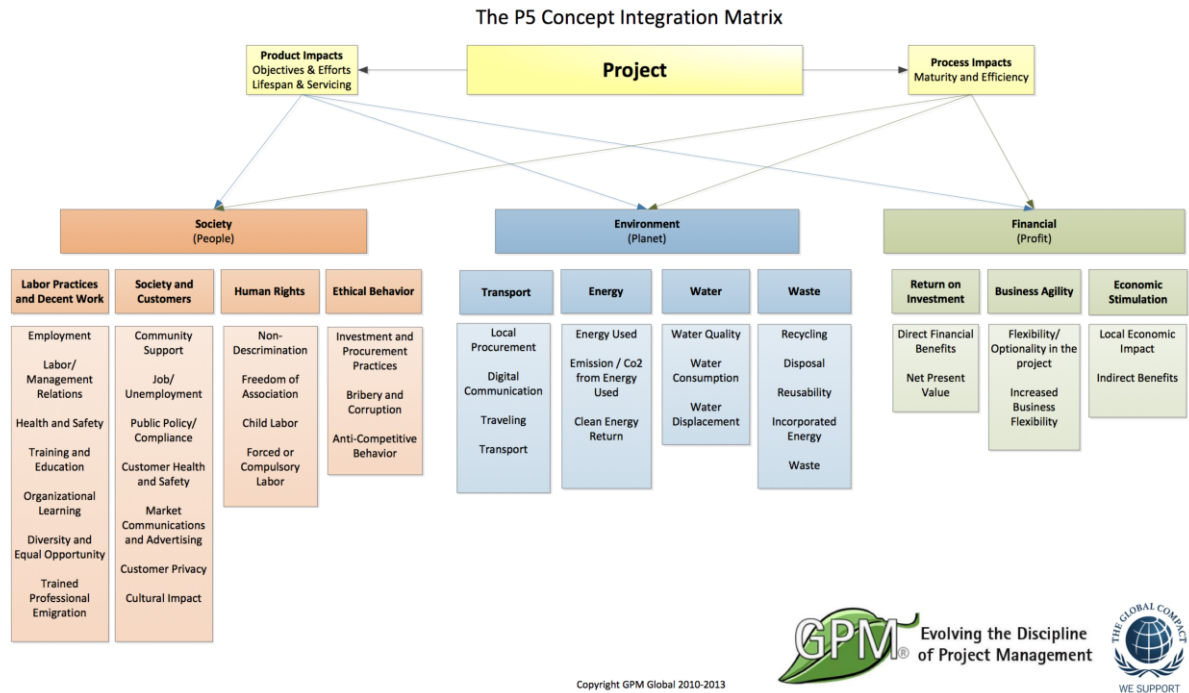 The P5 Concept Integration Matrix
Product Impacts
Objectives & Efforts
Lifespan & Servicing
Project
Process Impacts
Maturity and Efficiency
Society
(People)
Environment
(Planet)
Financial
(Profit)
Labor Practices
and Decent Work
Society and
Customers
Human Rights
Ethical Behavior
Transport
Energy
Water
Waste
Return on
Investment
Business Agility
Economic
Stimulation
Employment
Labor/
Management
Relations
Health and Safety
Training and
Education
Organizational
Learning
Diversity and
Equal Opportunity
Trained
Professional
Emigration
Community
Support
Job/
Unemployment
Public Policy/
Compliance
Customer Health
and Safety
Market
Communications
and Advertising
Customer Privacy
Cultural Impact
Non-
Discrimination
Freedom of
Association
Child Labor
Forced or
Compulsory
Labor
Investment and
Procurement
Practices
Bribery and
Corruption
Anti-Competitive
Behavior
Local
Procurement
Digital
Communication
Traveling
Transport
Energy Used
Emission / Co2
from Energy
Used
Clean Energy
Return
Water Quality
Water
Consumption
Water
Displacement
Recycling
Disposal
Reusability
Incorporated
Energy
Waste
Direct Financial
Benefits
Net Present
Value
Flexibility/
Optionality in the
project
Increased
Business
Flexibility
Local Economic
Impact
Indirect Benefits
GPM®
Evolving the Discipline
of Project Management
THE GLOBAL COMPACT
WE SUPPORT
Copyright GPM Global 2010-2013